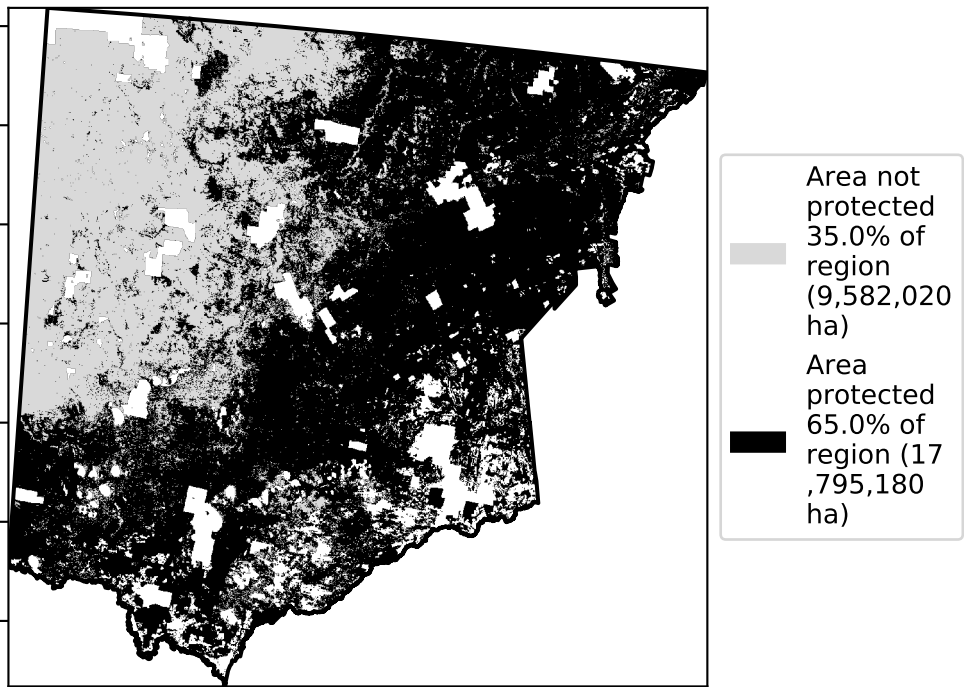 Area not
protected
35.0% of
region
(9,582,020
ha)
Area
protected
65.0% of
region (17
,795,180
ha)